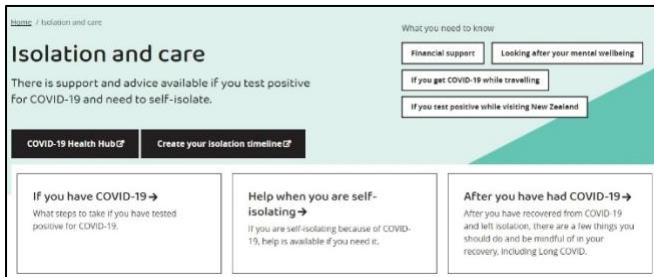 Home / Isolation and care
Isolation and care
There is support and advice available if you test positive
for COVID-19 and need to self-isolate.
COVID-19 Health Hub
Create your isolation timeline
What you need to know
Financial support
Looking after your mental wellbeing
If you get COVID-19 while travelling
If you test positive while visiting New Zealand
If you have COVID-19→
What steps to take if you have tested
positive for COVID-19.
Help when you are self-
isolating→
If you are self-isolating because of COVID-
19, help is available if you need it.
After you have had COVID-19→
After you have recovered from COVID-19
and left isolation, there are a few things you
should do and be mindful of in your
recovery, including Long COVID.